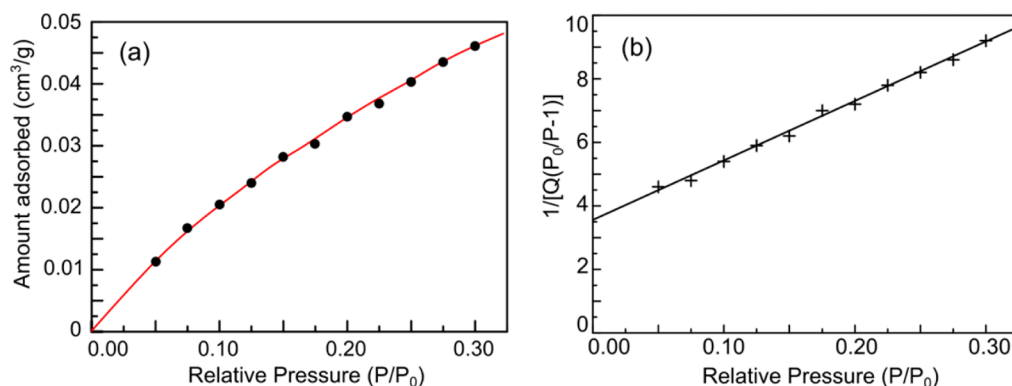 (a)
Amount adsorbed (cm³/g)
0.05
0.04
0.03
0.02
0.01
0
0.00 0.10 0.20 0.30
Relative Pressure (P/P₀)
(b)
1/[Q(P₀/P-1)]
10
8
6
4
2
0
0.00 0.10 0.20 0.30
Relative Pressure (P/P₀)